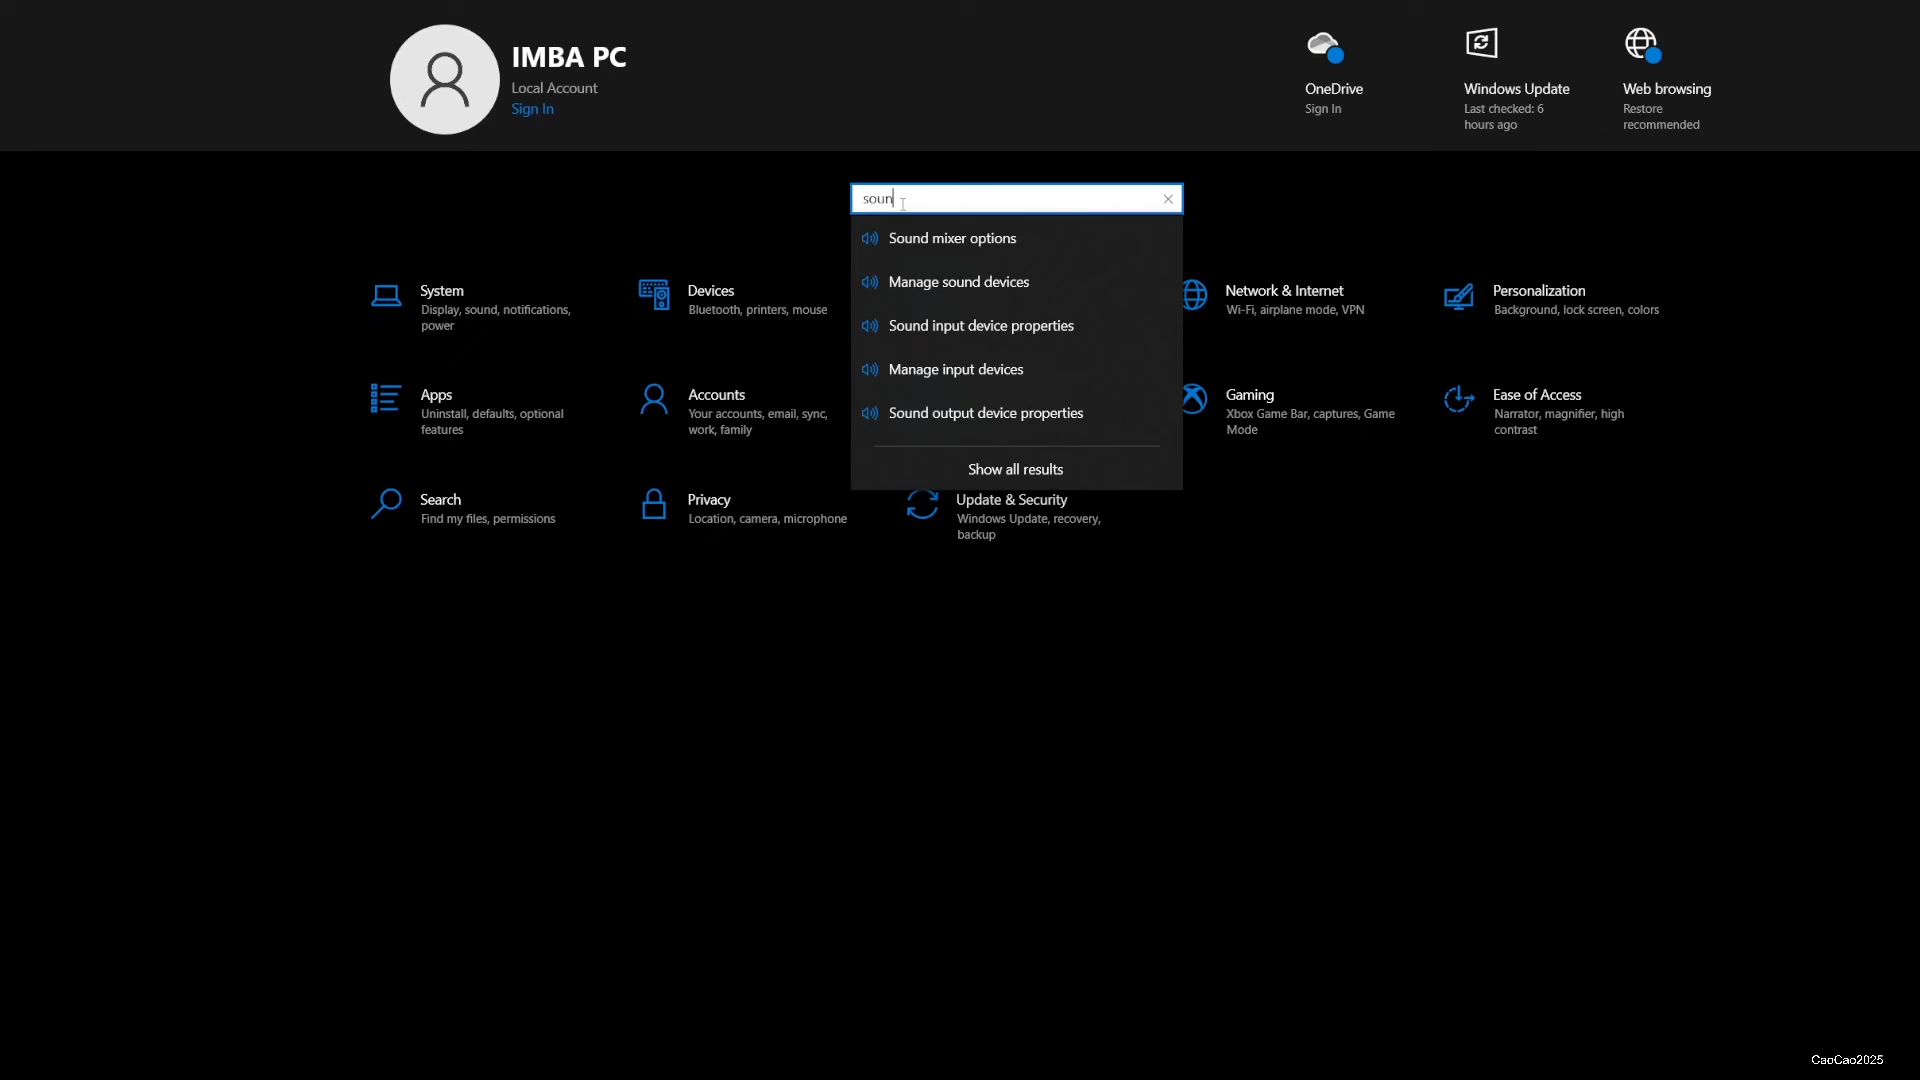 IMBA PC
Local Account
Sign In
OneDrive
Sign In
Windows Update
Last checked: 6
hours ago
Web browsing
Restore
recommended
soun
Sound mixer options
Manage sound devices
Sound input device properties
Manage input devices
Sound output device properties
Show all results
System
Display, sound, notifications,
power
Devices
Bluetooth, printers, mouse
Network & Internet
Wi-Fi, airplane mode, VPN
Personalization
Background, lock screen, colors
Apps
Uninstall, defaults, optional
features
Accounts
Your accounts, email, sync,
work, family
Gaming
Xbox Game Bar, captures, Game
Mode
Ease of Access
Narrator, magnifier, high
contrast
Search
Find my files, permissions
Privacy
Location, camera, microphone
Update & Security
Windows Update, recovery,
backup
CaoCao2025